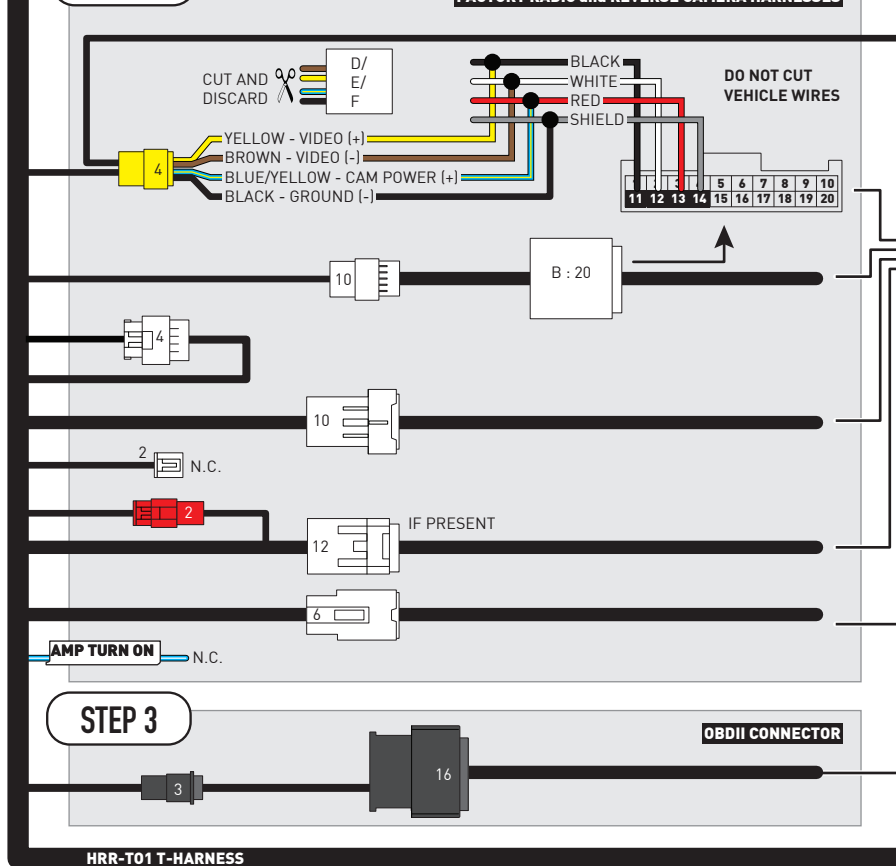 FACTORY RADIO and REVERSE CAMERA HARNESSES
CUT AND
DISCARD
D/
E/
F
BLACK
WHITE
RED
SHIELD
DO NOT CUT
VEHICLE WIRES
YELLOW - VIDEO (+)
BROWN - VIDEO (-)
BLUE/YELLOW - CAM POWER (+)
BLACK - GROUND (-)
4
5 6 7 8 9 10
11 12 13 14 15 16 17 18 19 20
10
B : 20
4
10
2
N.C.
2
IF PRESENT
12
6
AMP TURN ON
N.C.
STEP 3
OBDII CONNECTOR
3
16
HRR-TO1 T-HARNESS